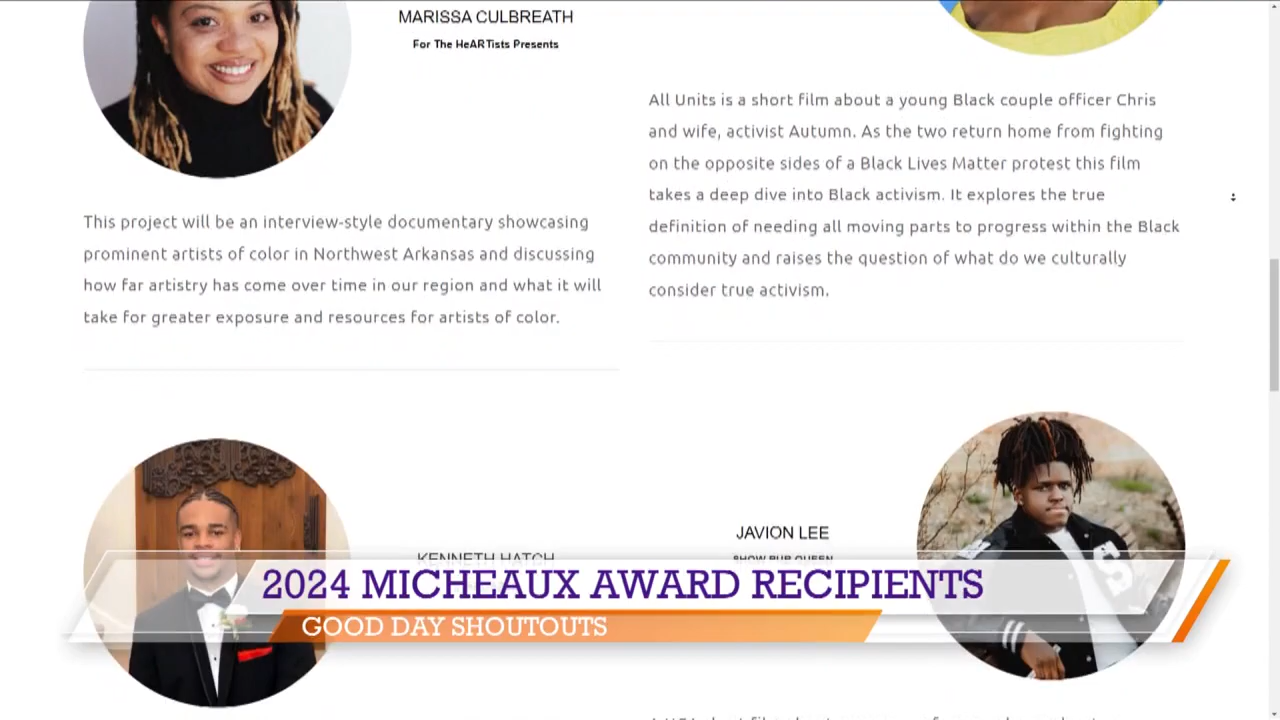 MARISSA CULBREATH
For The HeARTists Presents
This project will be an interview-style documentary showcasing
prominent artists of color in Northwest Arkansas and discussing
how far artistry has come over time in our region and what it will
take for greater exposure and resources for artists of color.
All Units is a short film about a young Black couple officer Chris
and wife, activist Autumn. As the two return home from fighting
on the opposite sides of a Black Lives Matter protest this film
takes a deep dive into Black activism. It explores the true
definition of needing all moving parts to progress within the Black
community and raises the question of what do we culturally
consider true activism.
KENNETH HATCH
JAVION LEE
2024 MICHEAUX AWARD RECIPIENTS
GOOD DAY SHOUTOUTS